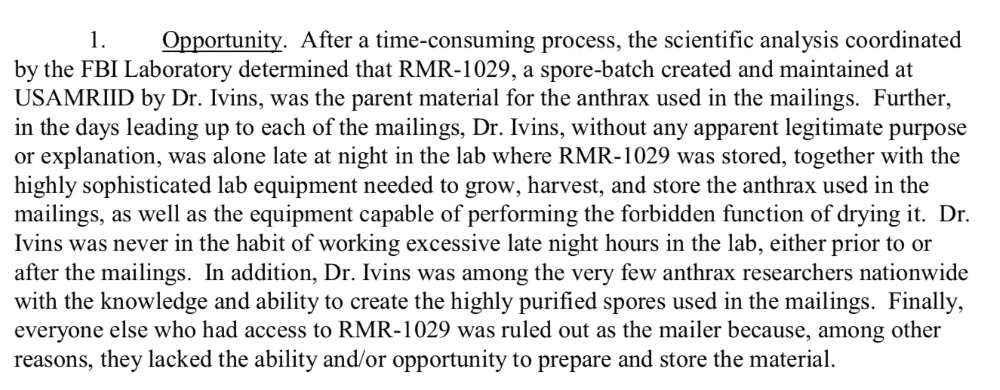 1. Opportunity. After a time-consuming process, the scientific analysis coordinated
by the FBI Laboratory determined that RMR-1029, a spore-batch created and maintained at
USAMRIID by Dr. Ivins, was the parent material for the anthrax used in the mailings. Further,
in the days leading up to each of the mailings, Dr. Ivins, without any apparent legitimate purpose
or explanation, was alone late at night in the lab where RMR-1029 was stored, together with the
highly sophisticated lab equipment needed to grow, harvest, and store the anthrax used in the
mailings, as well as the equipment capable of performing the forbidden function of drying it. Dr.
Ivins was never in the habit of working excessive late night hours in the lab, either prior to or
after the mailings. In addition, Dr. Ivins was among the very few anthrax researchers nationwide
with the knowledge and ability to create the highly purified spores used in the mailings. Finally,
everyone else who had access to RMR-1029 was ruled out as the mailer because, among other
reasons, they lacked the ability and/or opportunity to prepare and store the material.